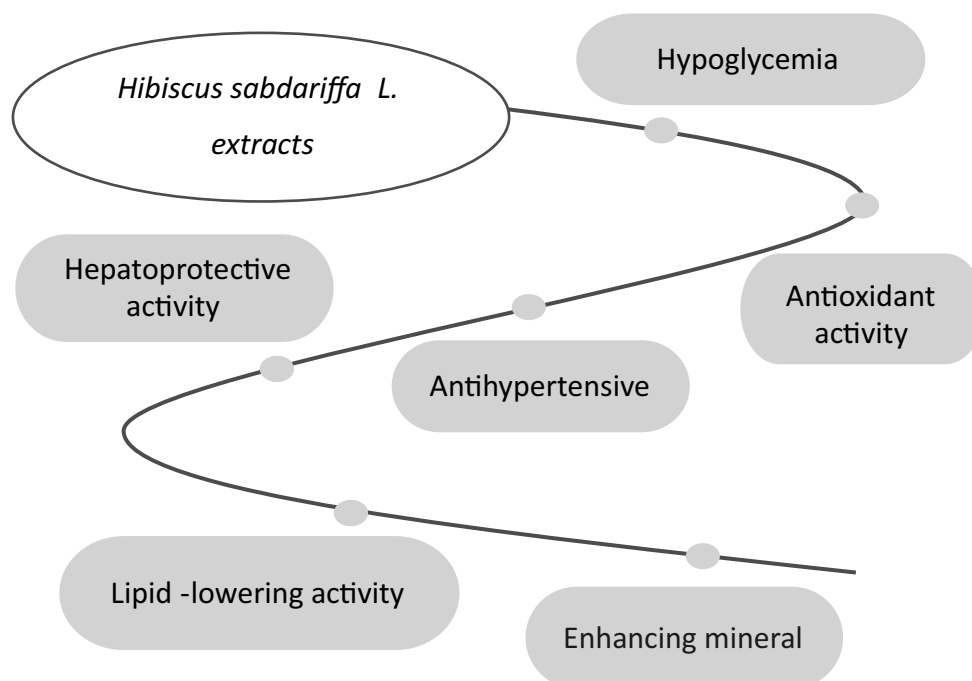 Hibiscus sabdariffa L.
extracts
Hypoglycemia
Antioxidant
activity
Antihypertensive
Hepatoprotective
activity
Lipid -lowering activity
Enhancing mineral